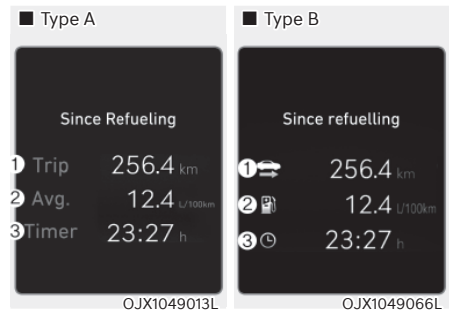 ■ Type A
Since Refueling
1 Trip 256.4 km
2 Avg. 12.4 L/100km
3 Timer 23:27 h
OJX1049013L
■ Type B
Since refuelling
1 256.4 km
2 12.4 L/100km
3 23:27 h
OJX1049066L